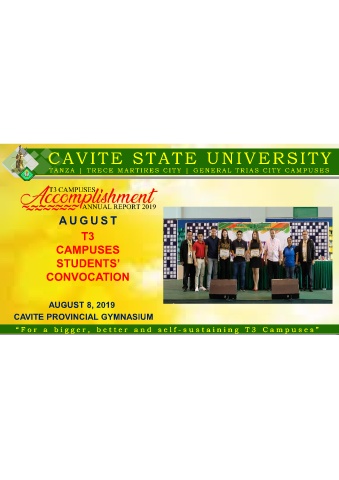 CAVITE STATE UNIVERSITY
TANZA | TRECE MARTIRES CITY | GENERAL TRIAS CITY CAMPUSES
T3 CAMPUSES
Accomplishment
ANNUAL REPORT 2019
AUGUST
T3
CAMPUSES
STUDENTS'
CONVOCATION
AUGUST 8, 2019
CAVITE PROVINCIAL GYMNASIUM
"For a bigger, better and self-sustaining T3 Campuses"